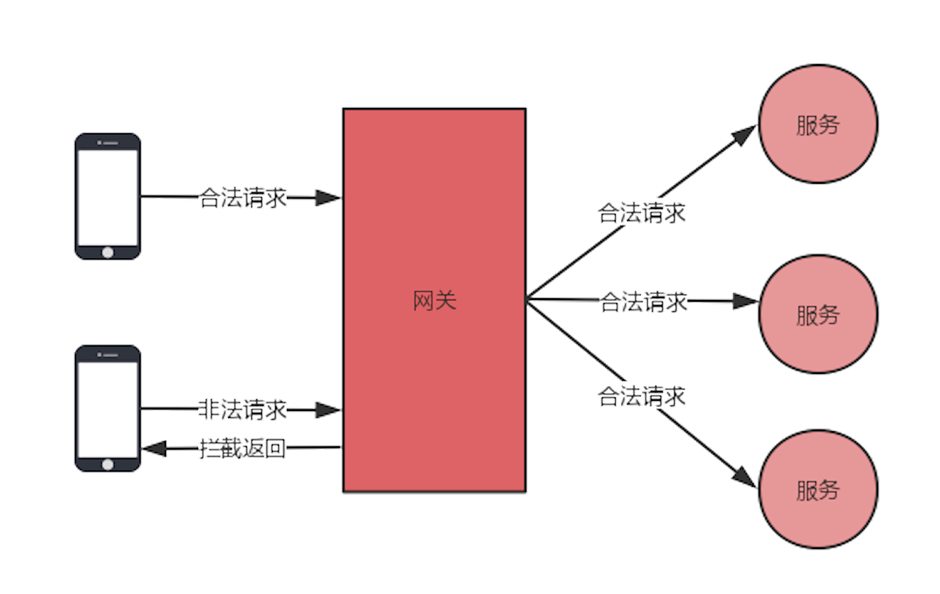 合法请求
非法请求
拦截返回
网关
合法请求
合法请求
合法请求
服务
服务
服务